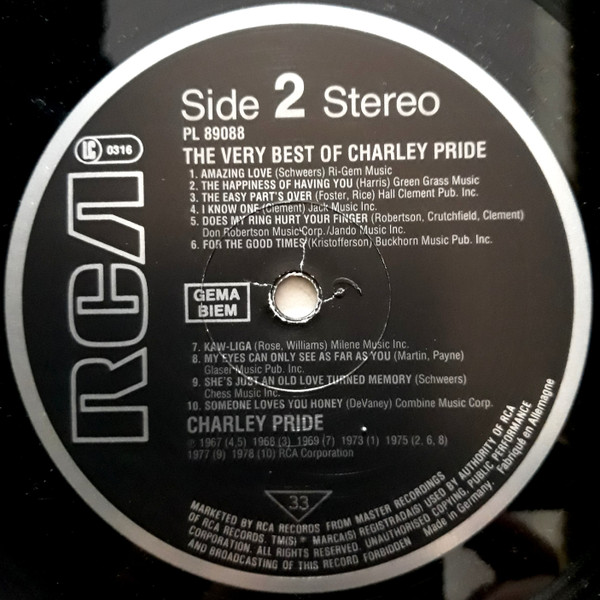 Side 2 Stereo
PL 89088
LC 0316
THE VERY BEST OF CHARLEY PRIDE
1. AMAZING LOVE (Schweers) Ri-Gem Music
2. THE HAPPINESS OF HAVING YOU (Harris) Green Grass Music
3. THE EASY PART'S OVER (Foster, Rice) Hall Clement Pub. Inc.
4. I KNOW ONE (Clement) Jack Music Inc.
5. DOES MY RING HURT YOUR FINGER (Robertson, Crutchfield, Clement)
Don Robertson Music Corp./Jando Music Inc.
6. FOR THE GOOD TIMES (Kristofferson) Buckhorn Music Pub. Inc.
RCA
GEMA
BIEM
7. KAW-LIGA (Rose, Williams) Milene Music Inc.
8. MY EYES CAN ONLY SEE AS FAR AS YOU (Martin, Payne)
Glaser Music Pub. Inc.
9. SHE'S JUST AN OLD LOVE TURNED MEMORY (Schweers)
Chess Music Inc.
10. SOMEONE LOVES YOU HONEY (DeVaney) Combine Music Corp.
CHARLEY PRIDE
℗ 1967 (4,5) 1968 (3) 1969 (7) 1973 (1) 1975 (2, 6, 8)
1977 (9) 1978 (10) RCA Corporation
33
MARKETED BY RCA RECORDS FROM MASTER RECORDINGS
OF RCA RECORDS. TM(S) ® MARCA(S) REGISTRADA(S) USED BY AUTHORITY OF RCA
CORPORATION. ALL RIGHTS RESERVED. UNAUTHORISED COPYING, PUBLIC PERFORMANCE
AND BROADCASTING OF THIS RECORD FORBIDDEN Made in Germany. Fabriqué en Allemagne